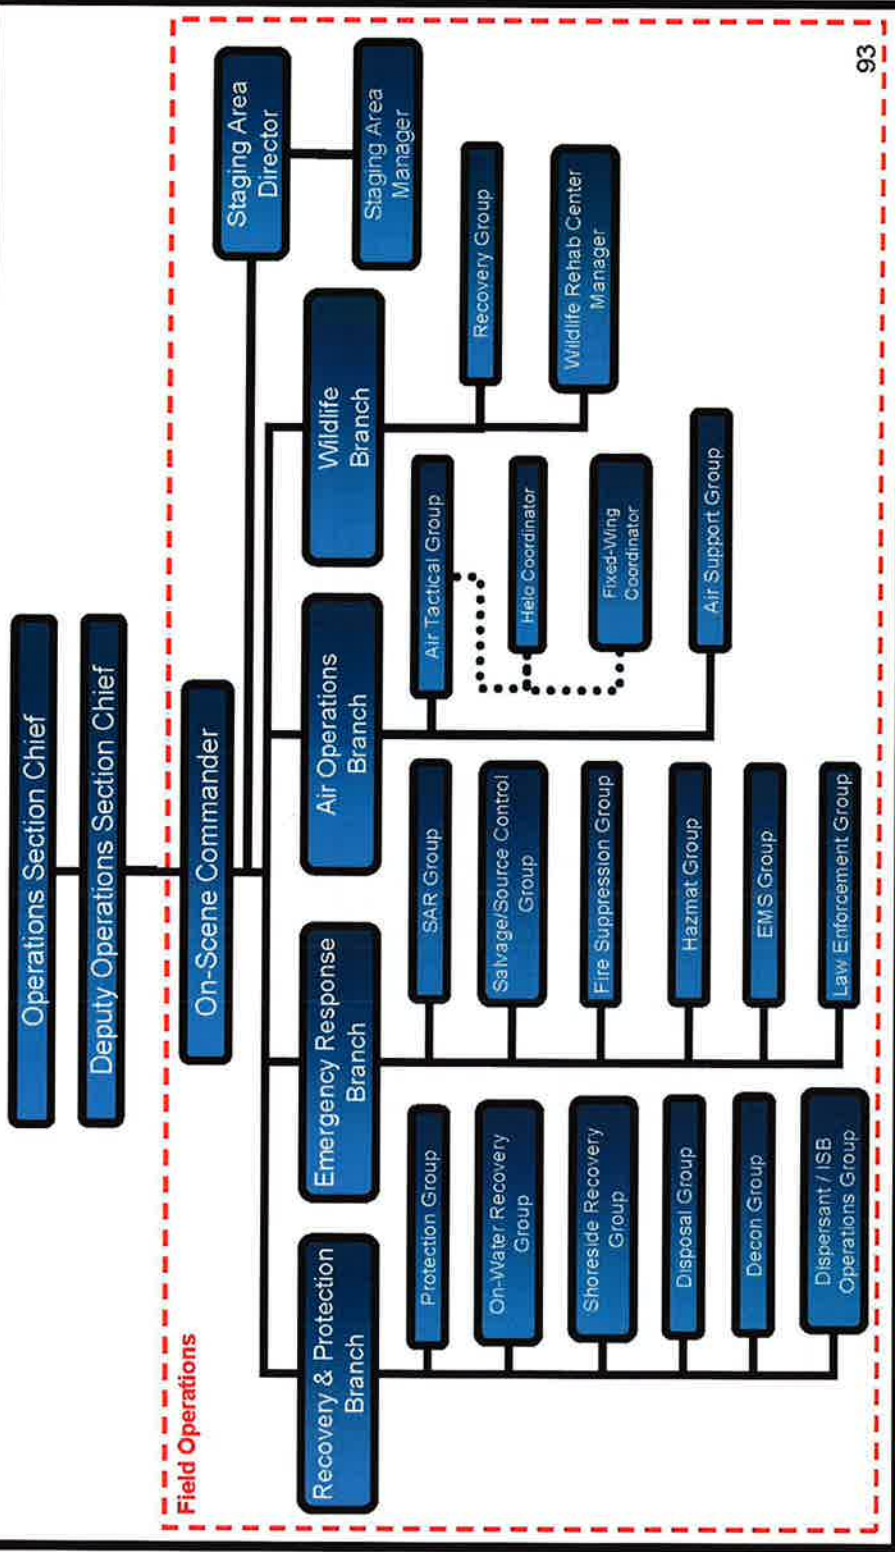 Operations Section Chief
Deputy Operations Section Chief
Field Operations
On-Scene Commander
Staging Area
Director
Staging Area
Manager
Recovery & Protection
Branch
Protection Group
On-Water Recovery
Group
Shoreside Recovery
Group
Disposal Group
Decon Group
Dispersant / ISB
Operations Group
Emergency Response
Branch
SAR Group
Salvage/Source Control
Group
Fire Suppression Group
Hazmat Group
EMS Group
Law Enforcement Group
Air Operations
Branch
Air Tactical Group
Helo Coordinator
Fixed-Wing
Coordinator
Air Support Group
Wildlife
Branch
Recovery Group
Wildlife Rehab Center
Manager
93